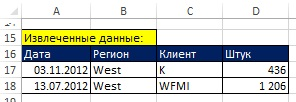 A B C D
15 Извлеченные данные:
16 Дата Регион Клиент Штук
17 03.11.2012 West K 436
18 13.07.2012 West WFMI 1 206